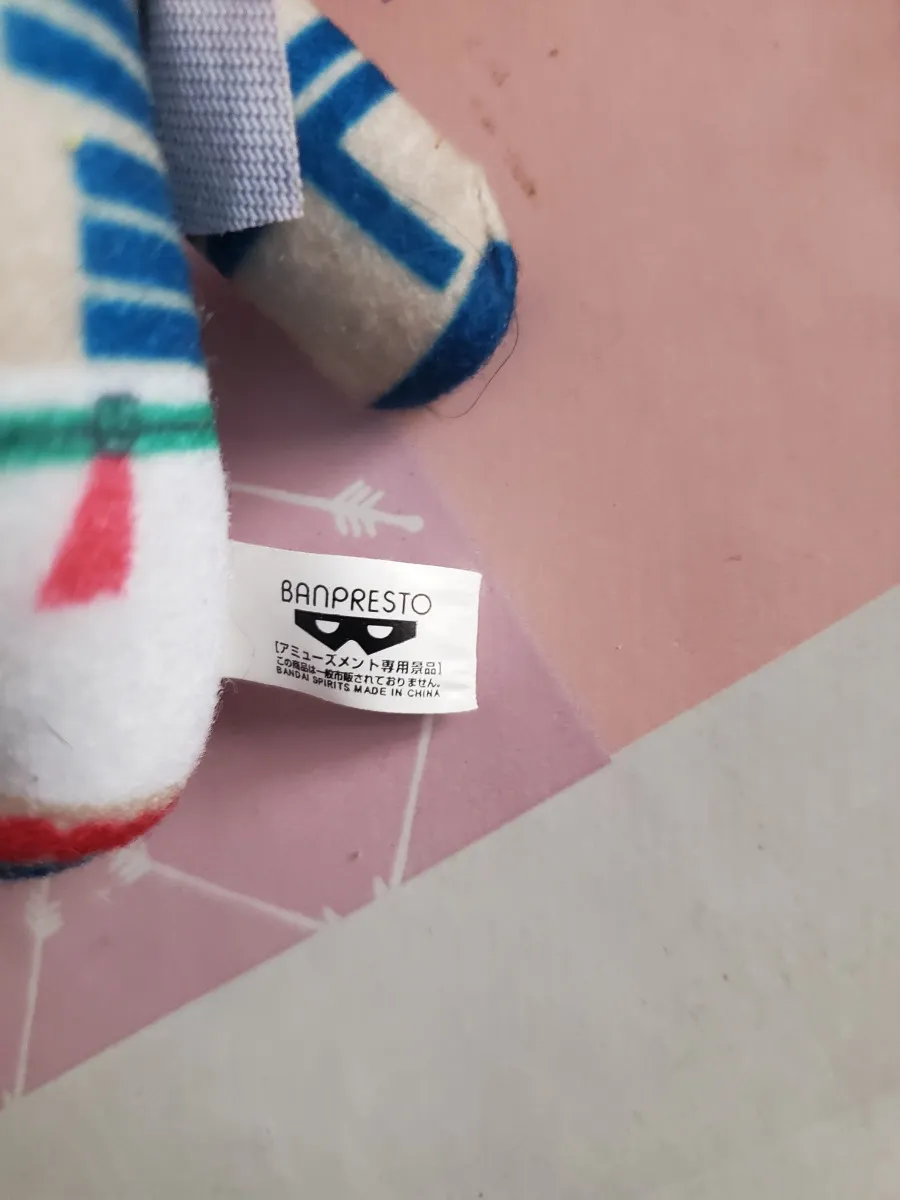 BANPRESTO
[アミューズメント専用景品]
この商品は一般市販されておりません。
BANDAI SPIRITS MADE IN CHINA